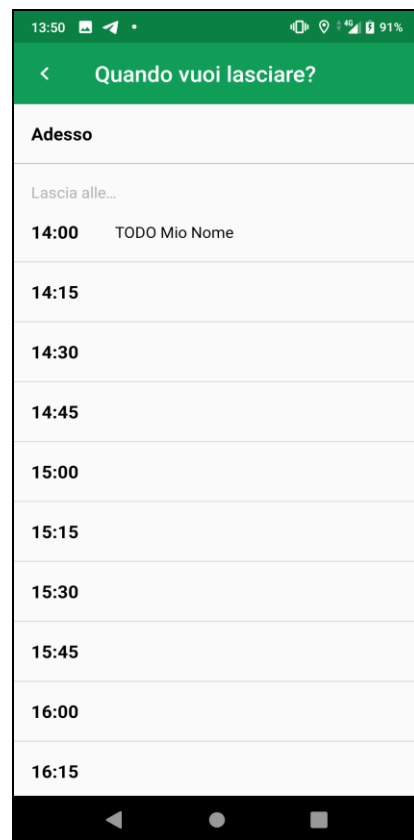 13:50 4G 91%
Quando vuoi lasciare?
Adesso
Lascia alle...
14:00 TODO Mio Nome
14:15
14:30
14:45
15:00
15:15
15:30
15:45
16:00
16:15